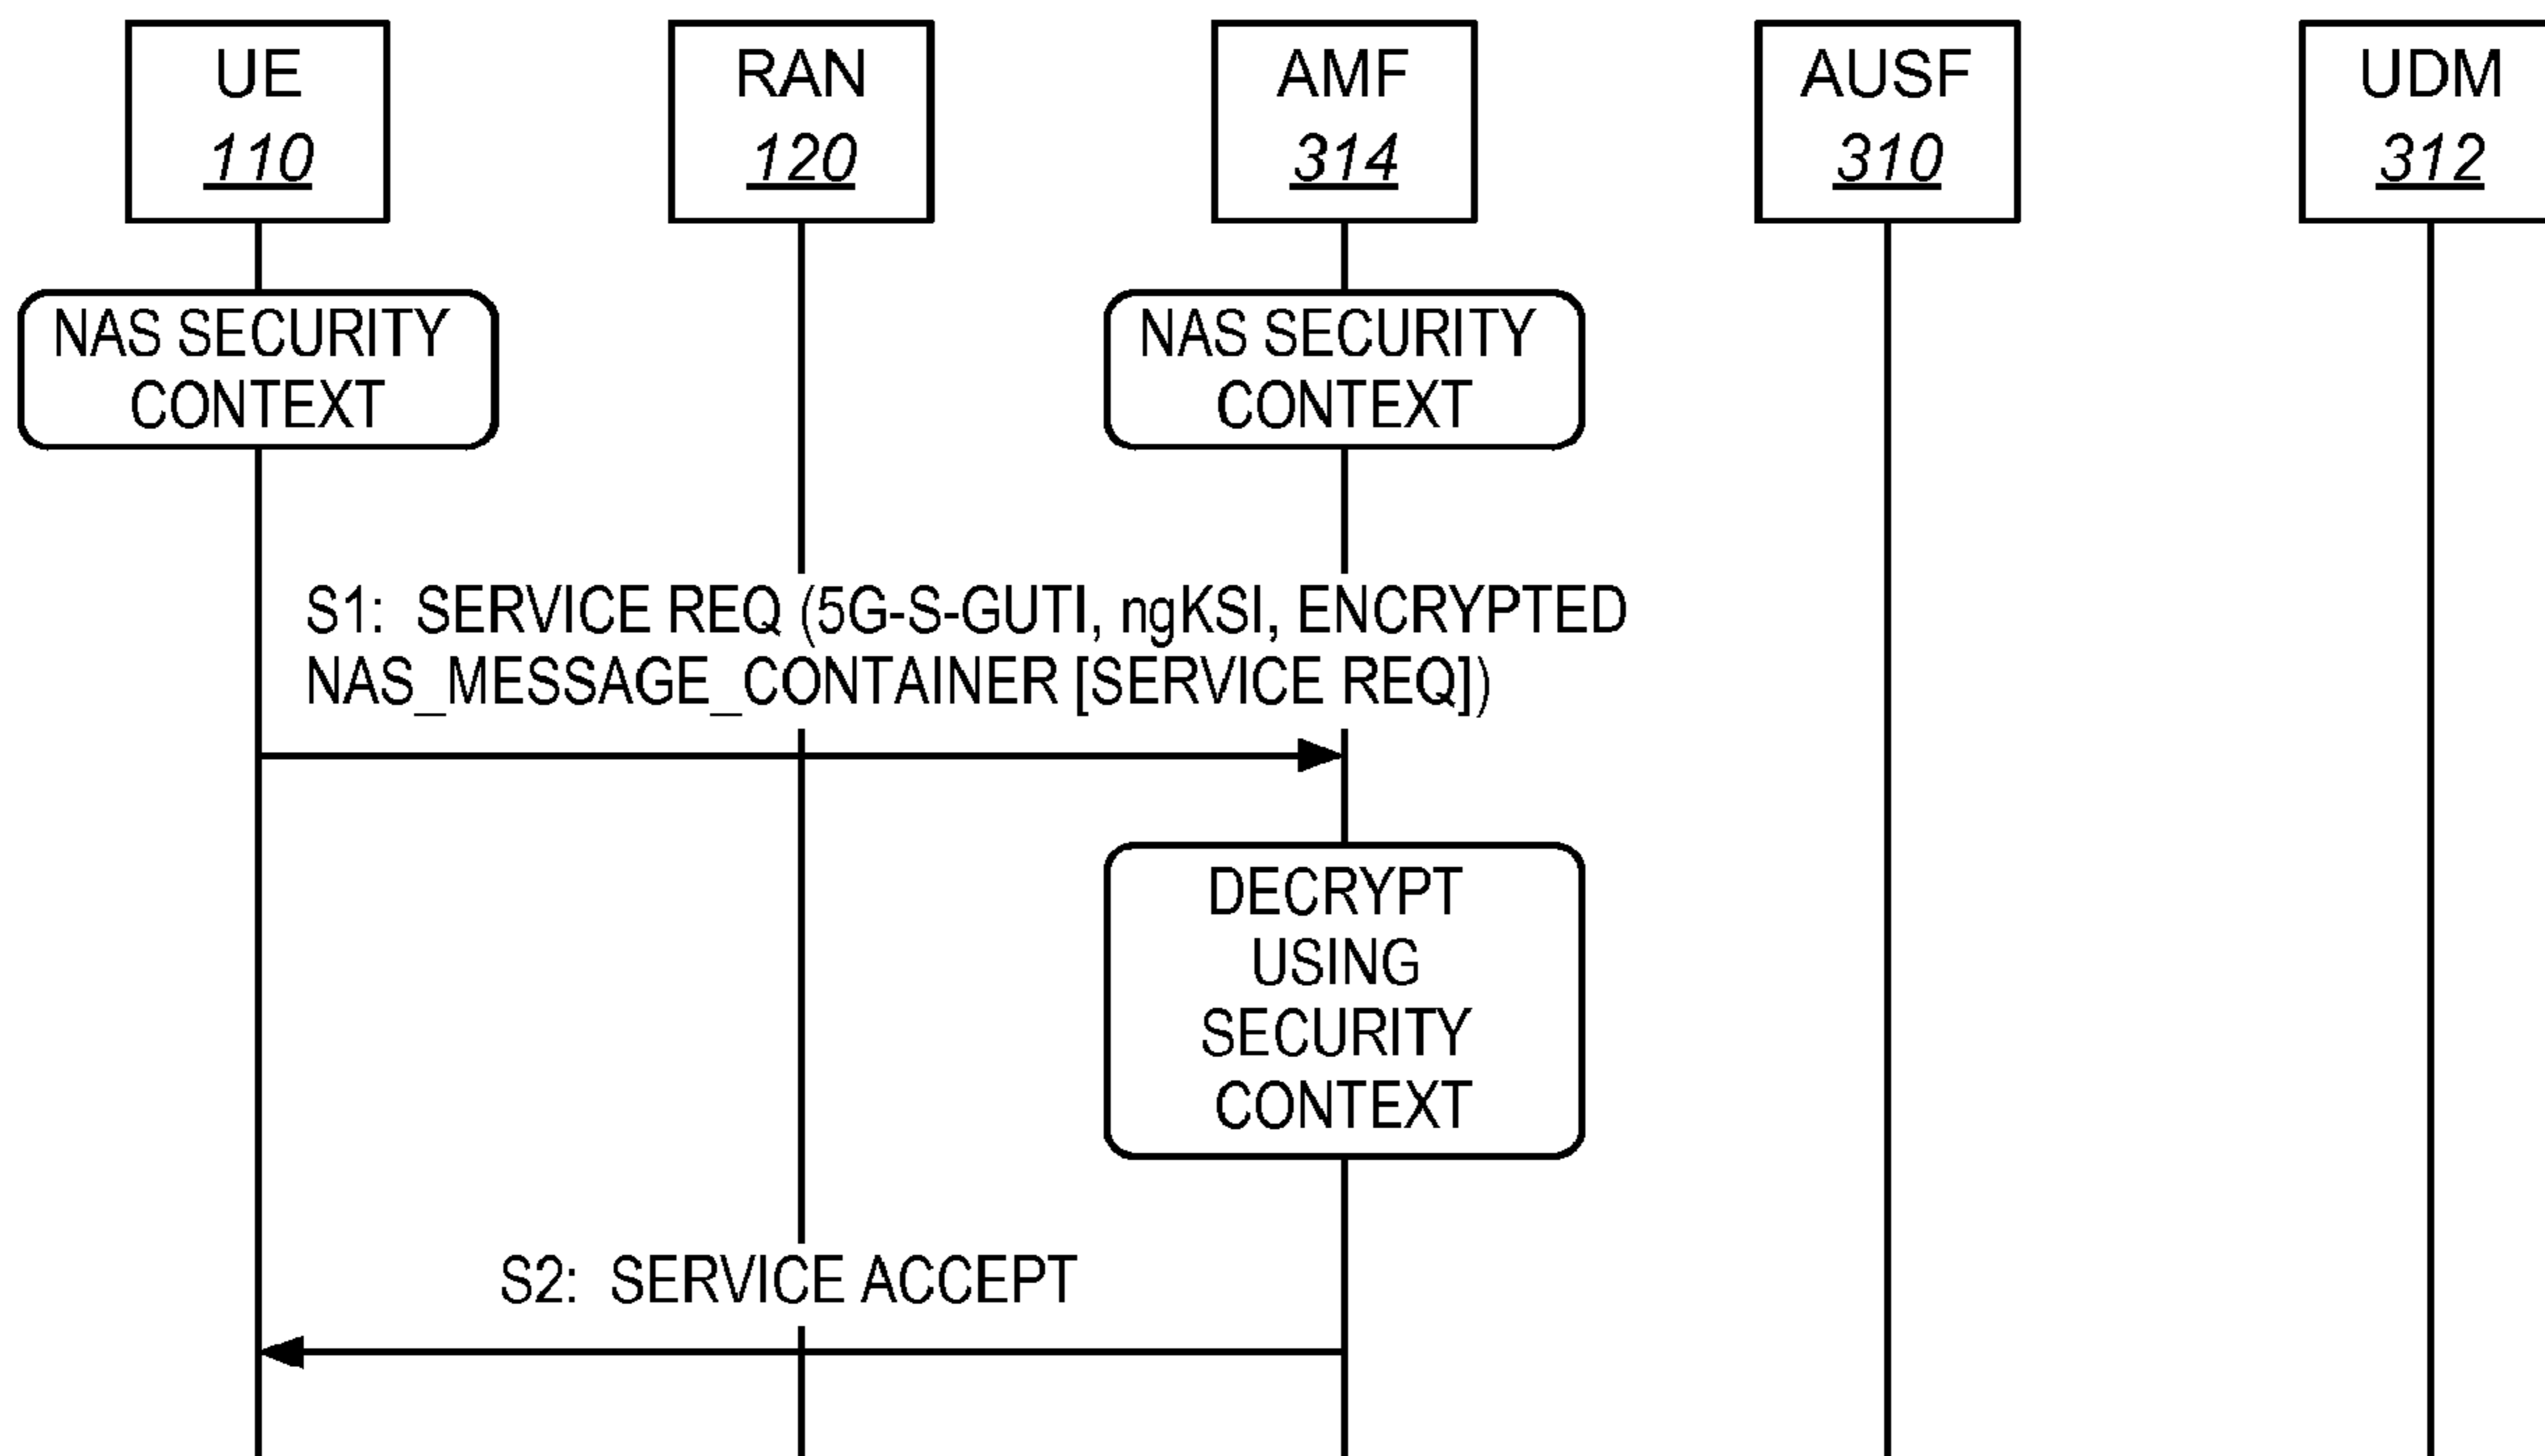 UE
110
RAN
120
AMF
314
AUSF
310
UDM
312
NAS SECURITY
CONTEXT
NAS SECURITY
CONTEXT
S1: SERVICE REQ (5G-S-GUTI, ngKSI, ENCRYPTED
NAS_MESSAGE_CONTAINER [SERVICE REQ])
DECRYPT
USING
SECURITY
CONTEXT
S2: SERVICE ACCEPT